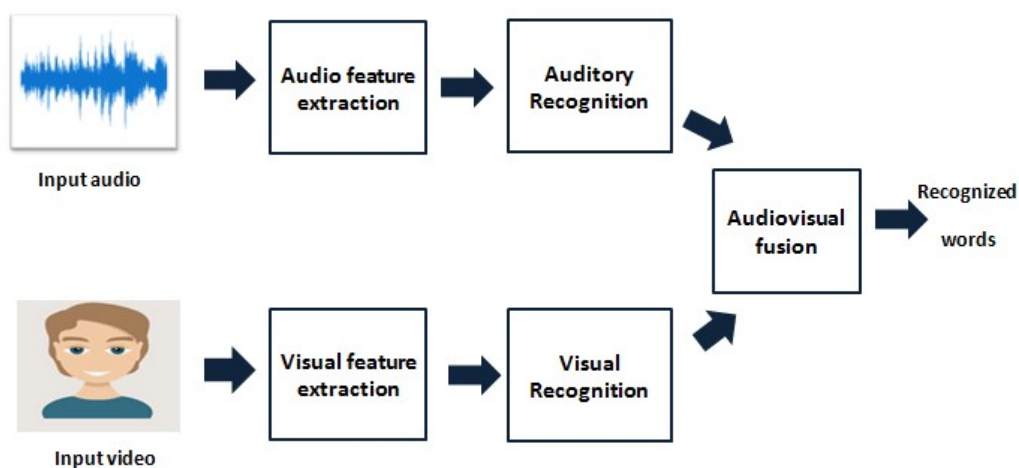 Input audio
Audio feature
extraction
Auditory
Recognition
Audiovisual
fusion
Recognized
words
Input video
Visual feature
extraction
Visual
Recognition